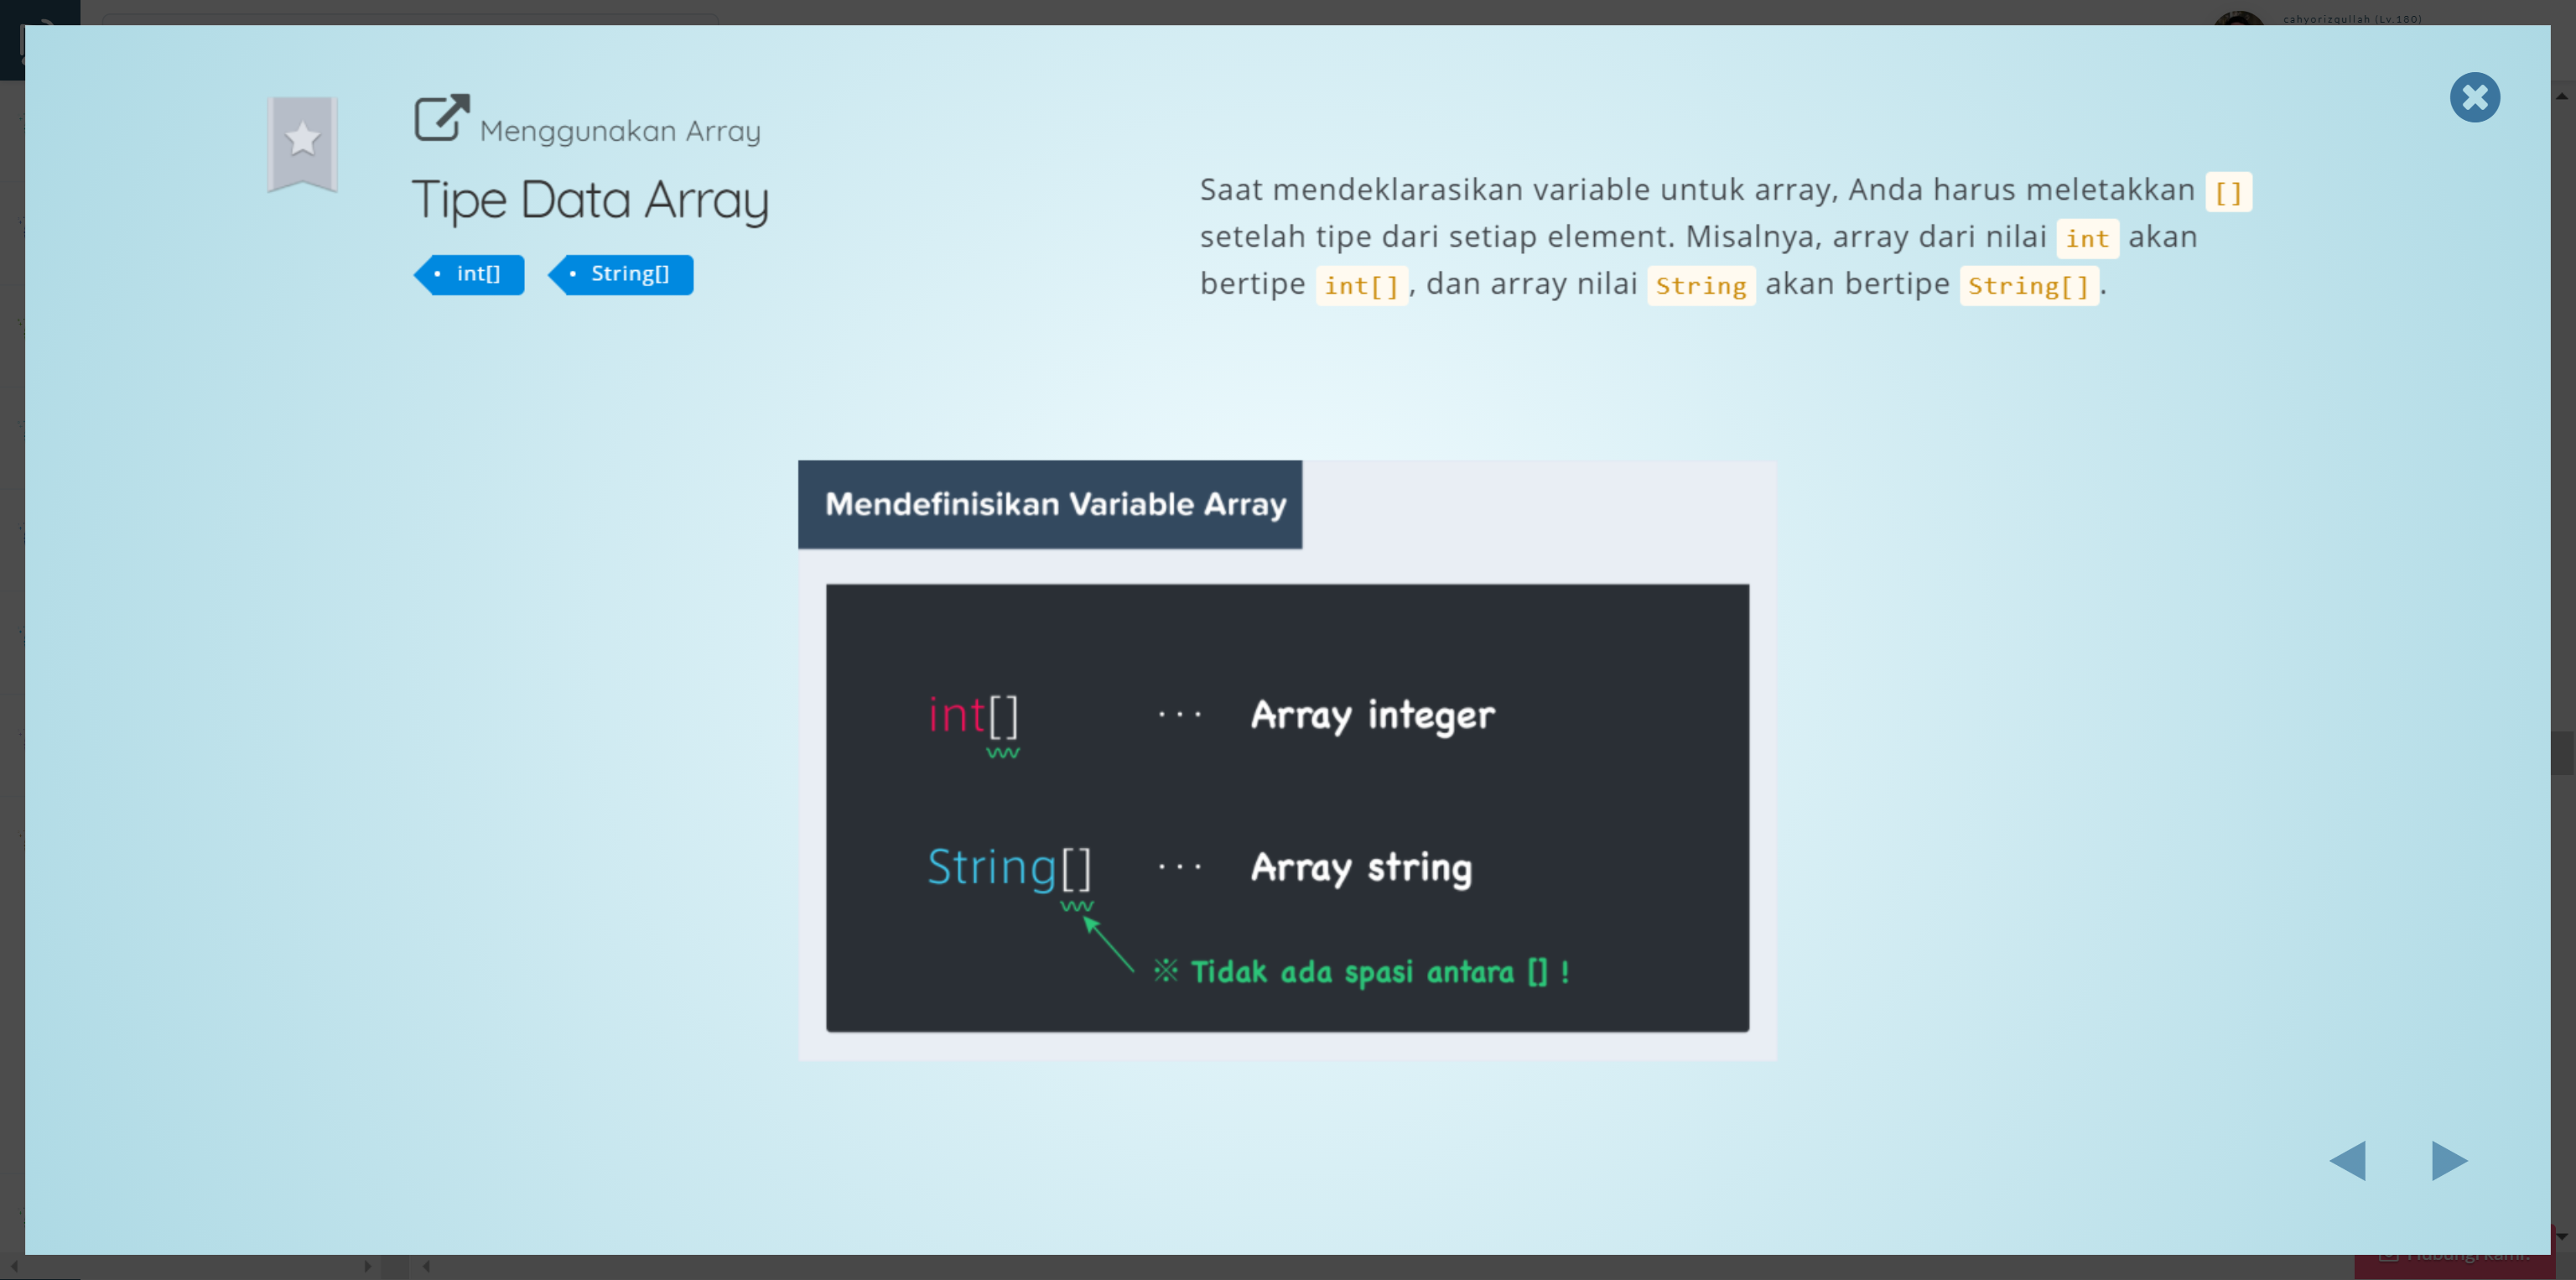 cahyorizqullah (Lv.180)
Menggunakan Array
Tipe Data Array
• int[] • String[]
Saat mendeklarasikan variable untuk array, Anda harus meletakkan []
setelah tipe dari setiap element. Misalnya, array dari nilai int akan
bertipe int[], dan array nilai String akan bertipe String[].
Mendefinisikan Variable Array
int[] ... Array integer
String[] ... Array string
※ Tidak ada spasi antara [] !
Hubungi kami.